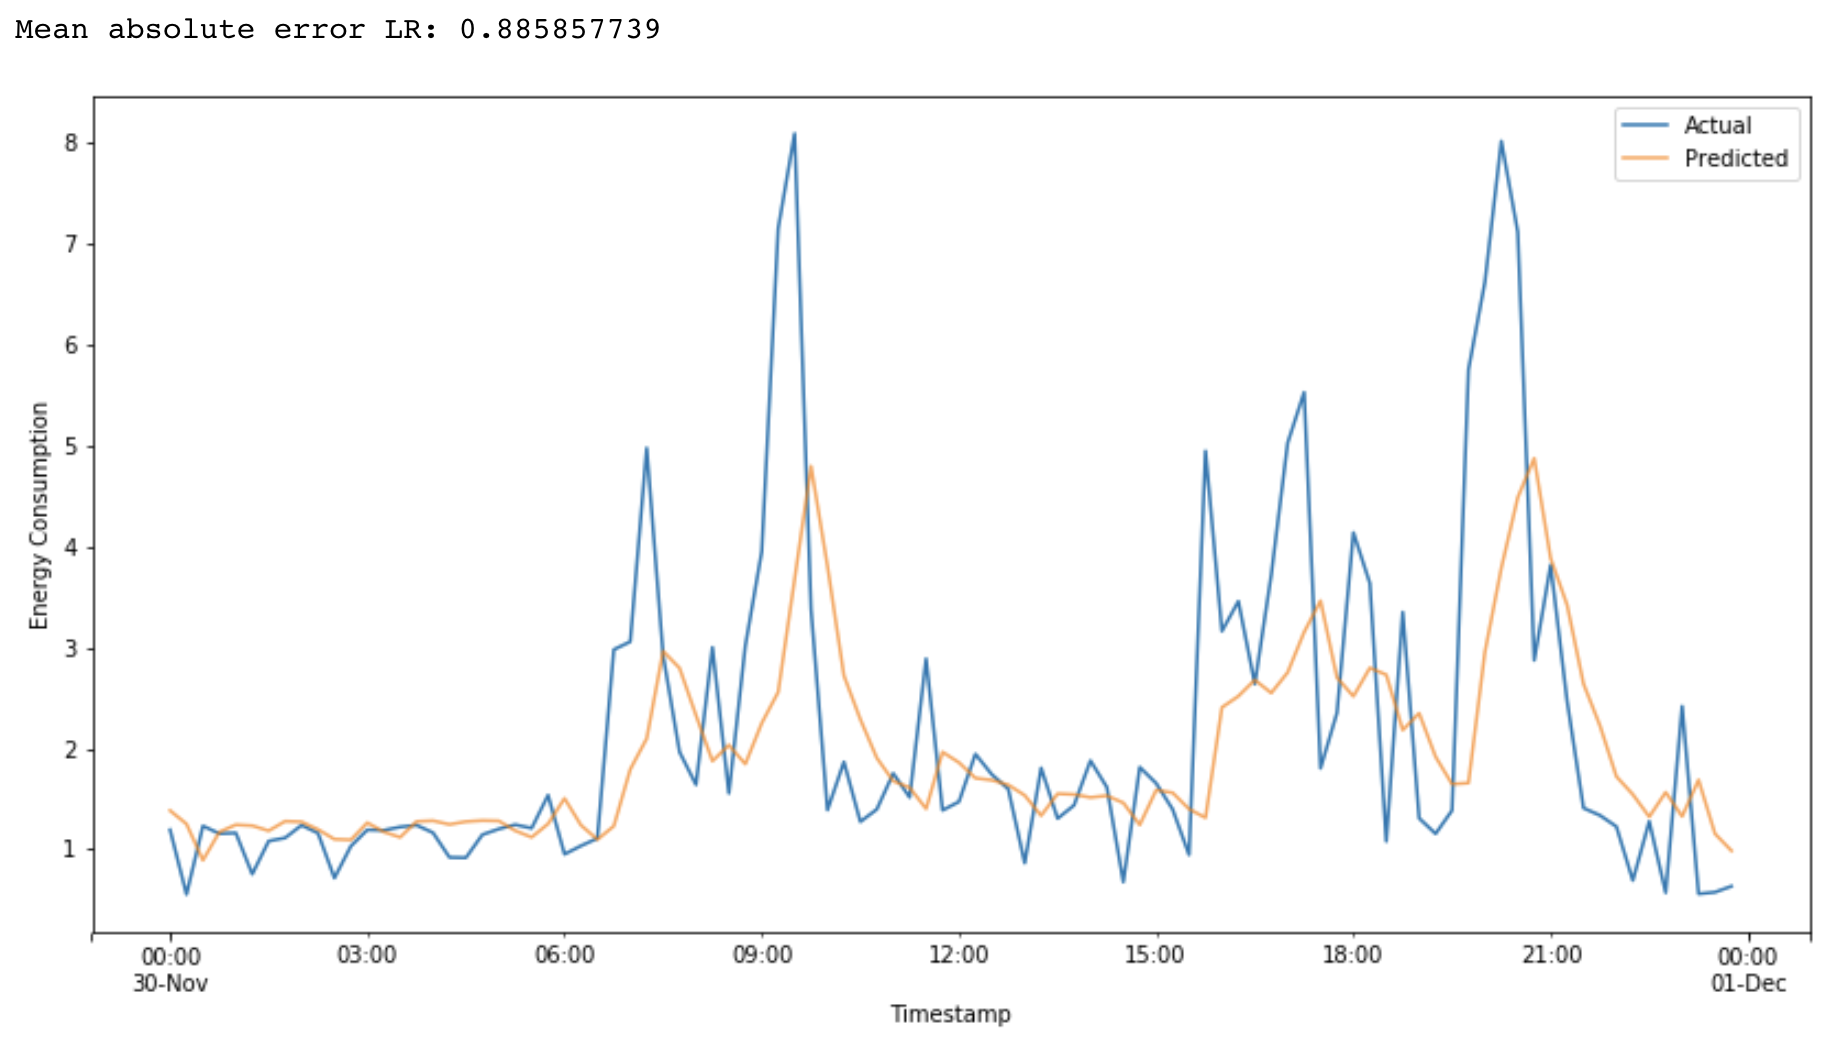 Mean absolute error LR: 0.885857739
Actual
Predicted
8
7
6
5
4
3
2
1
Energy Consumption
00:00 03:00 06:00 09:00 12:00 15:00 18:00 21:00 00:00
30-Nov 01-Dec
Timestamp